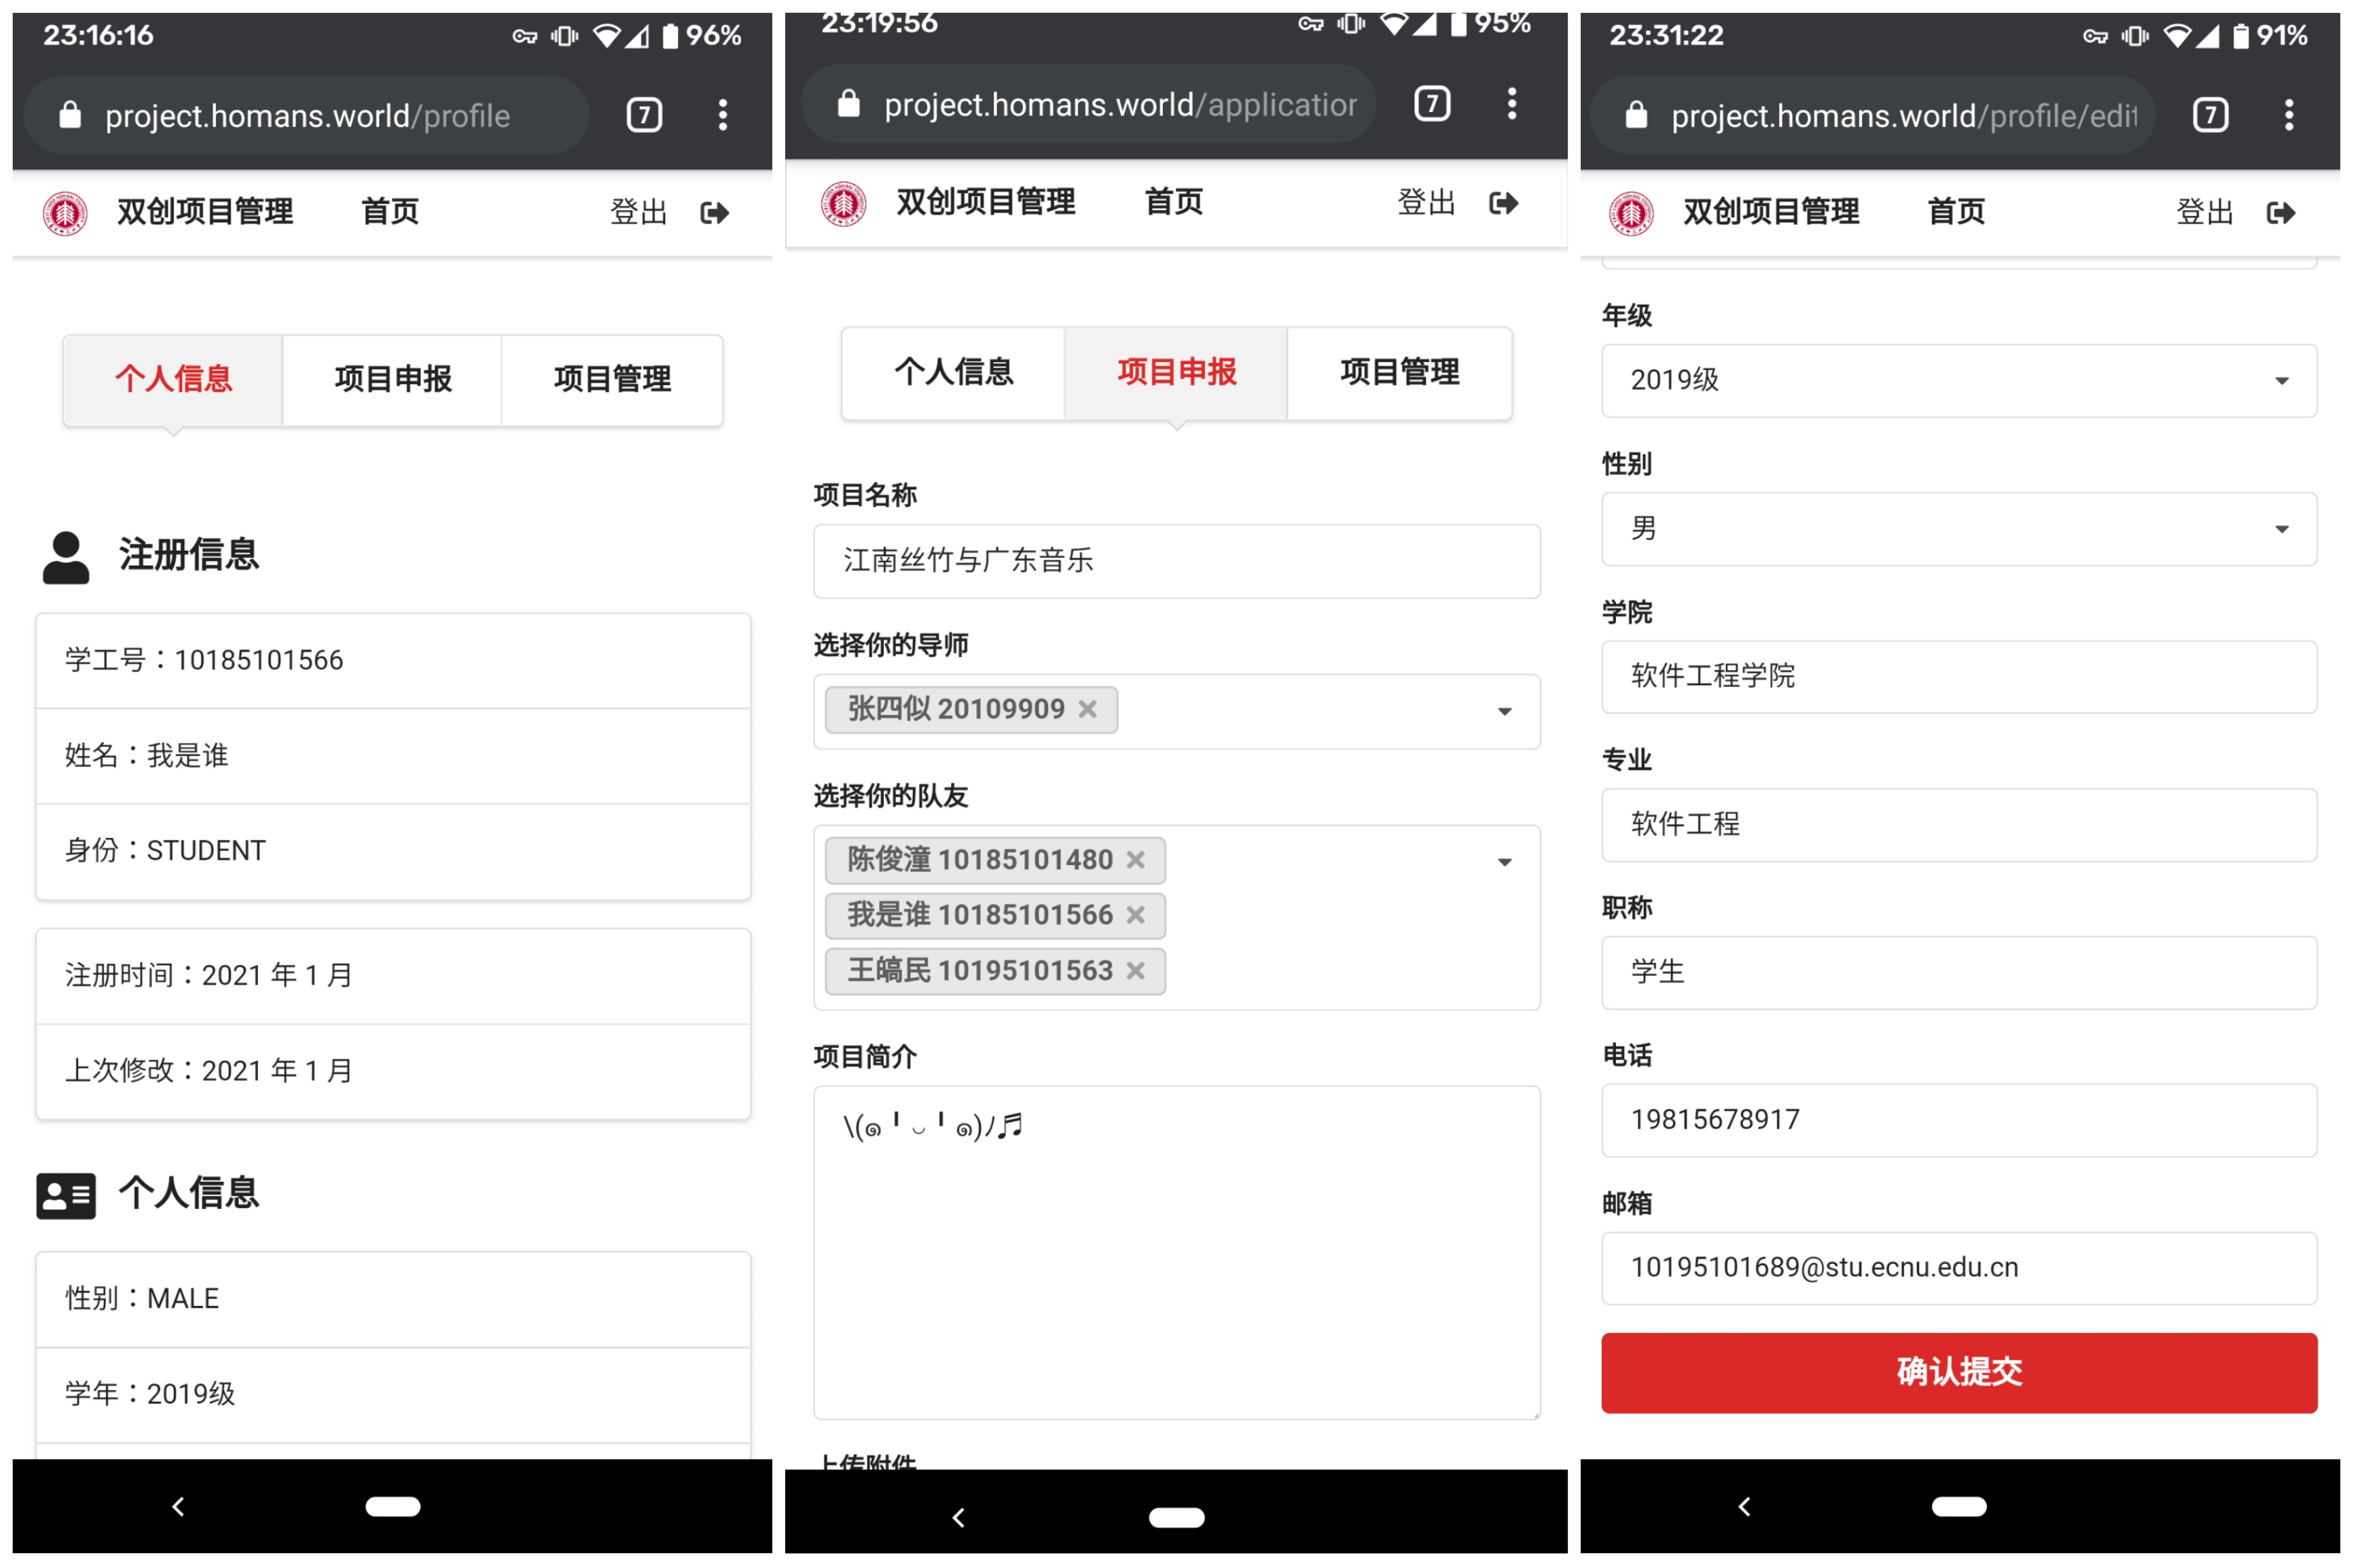 23:16:16 96%
project.homans.world/profile 7
双创项目管理 首页 登出
个人信息 项目申报 项目管理
注册信息
学工号：10185101566
姓名：我是谁
身份：STUDENT
注册时间：2021 年 1 月
上次修改：2021 年 1 月
个人信息
性别：MALE
学年：2019级
23:19:56 95%
project.homans.world/application 7
双创项目管理 首页 登出
个人信息 项目申报 项目管理
项目名称
江南丝竹与广东音乐
选择你的导师
张四似 20109909 ×
选择你的队友
陈俊潼 10185101480 ×
我是谁 10185101566 ×
王皜民 10195101563 ×
项目简介
\(๑╹◡╹๑)ﾉ♬
上传附件
23:31:22 91%
project.homans.world/profile/edit 7
双创项目管理 首页 登出
年级
2019级
性别
男
学院
软件工程学院
专业
软件工程
职称
学生
电话
19815678917
邮箱
10195101689@stu.ecnu.edu.cn
确认提交